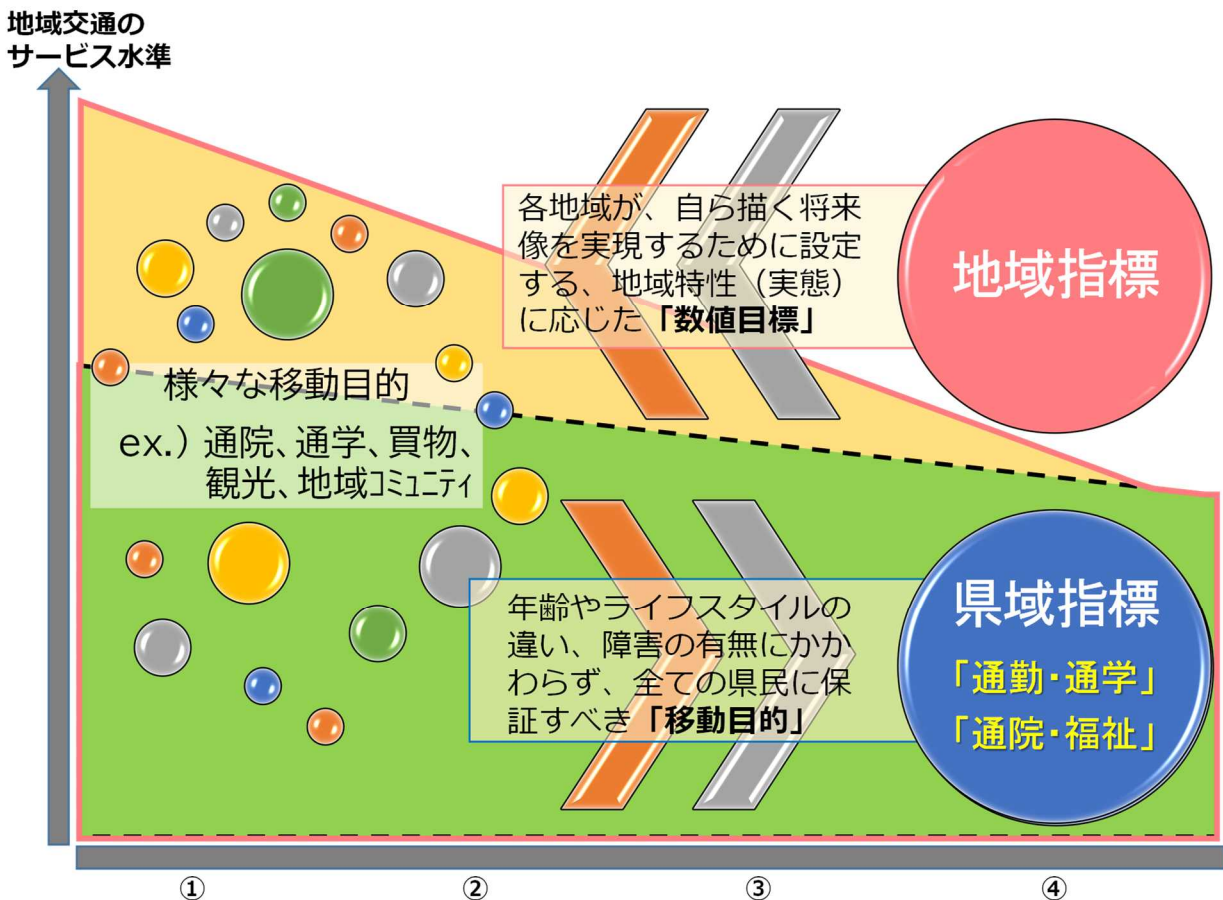 地域交通の
サービス水準
各地域が、自ら描く将来
像を実現するために設定
する、地域特性（実態）
に応じた「数値目標」
地域指標
様々な移動目的
ex.）通院、通学、買物、
観光、地域ｺﾐｭﾆﾃｨ
年齢やライフスタイルの
違い、障害の有無にかか
わらず、全ての県民に保
証すべき「移動目的」
県域指標
「通勤・通学」
「通院・福祉」
① ② ③ ④